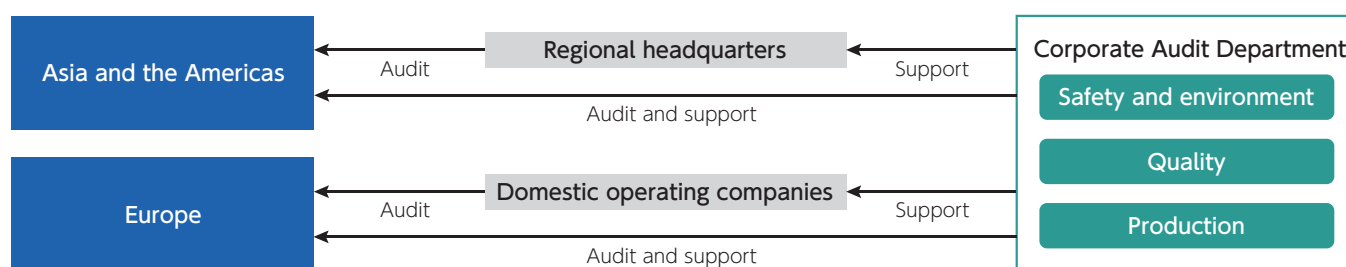 Asia and the Americas
Audit
Regional headquarters
Support
Audit and support
Europe
Audit
Domestic operating companies
Support
Audit and support
Corporate Audit Department
Safety and environment
Quality
Production